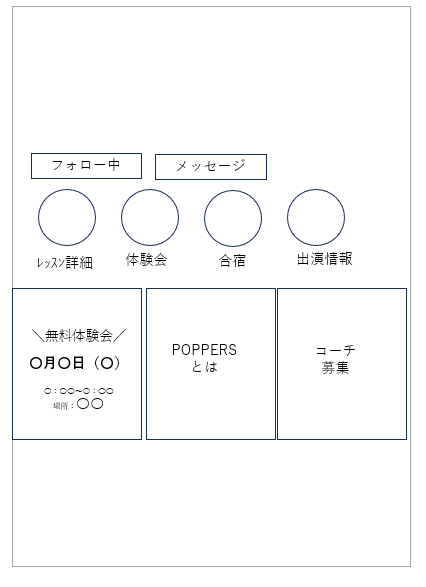 フォロー中
メッセージ
ﾚｯｽﾝ詳細
体験会
合宿
出演情報
＼無料体験会／
〇月〇日（〇）
〇：〇〇～〇：〇〇
場所：〇〇
POPPERS
とは
コーチ
募集